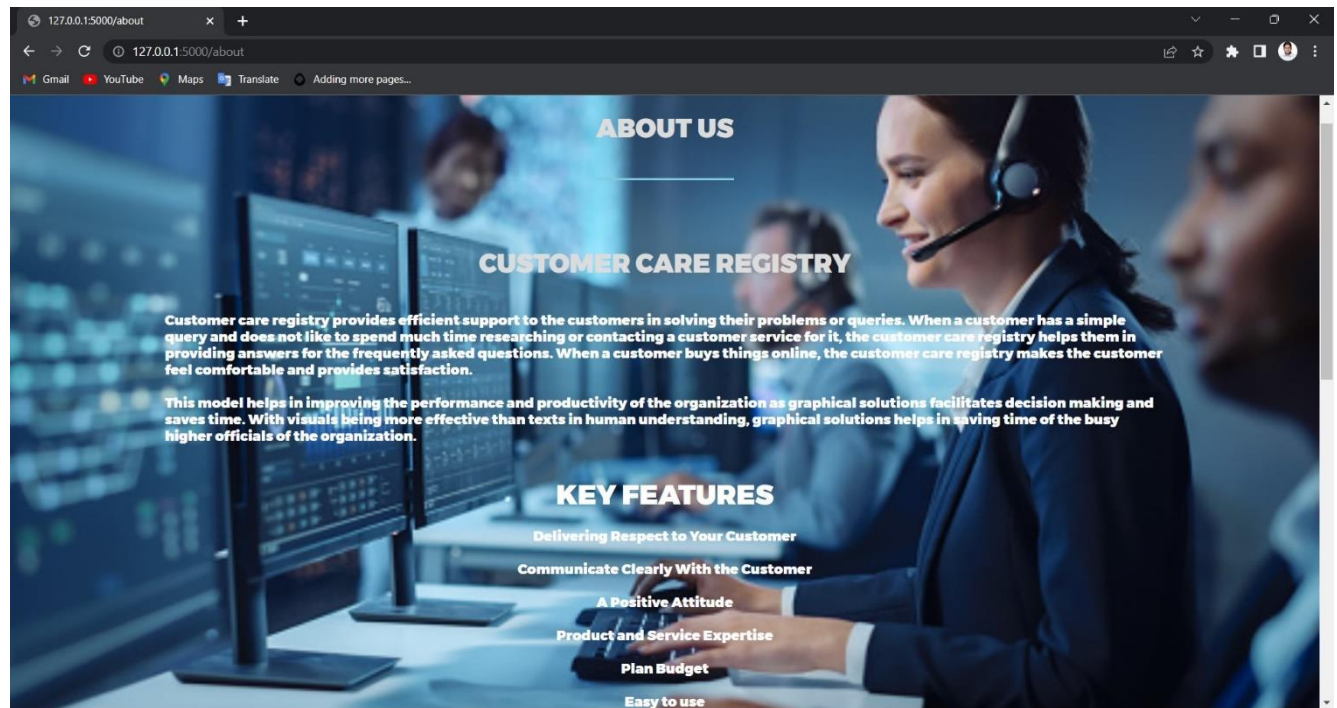 127.0.0.1:5000/about
127.0.0.1:5000/about
Gmail YouTube Maps Translate Adding more pages...
ABOUT US
CUSTOMER CARE REGISTRY
Customer care registry provides efficient support to the customers in solving their problems or queries. When a customer has a simple
query and does not like to spend much time researching or contacting a customer service for it, the customer care registry helps them in
providing answers for the frequently asked questions. When a customer buys things online, the customer care registry makes the customer
feel comfortable and provides satisfaction.
This model helps in improving the performance and productivity of the organization as graphical solutions facilitates decision making and
saves time. With visuals being more effective than texts in human understanding, graphical solutions helps in saving time of the busy
higher officials of the organization.
KEY FEATURES
Delivering Respect to Your Customer
Communicate Clearly With the Customer
A Positive Attitude
Product and Service Expertise
Plan Budget
Easy to use